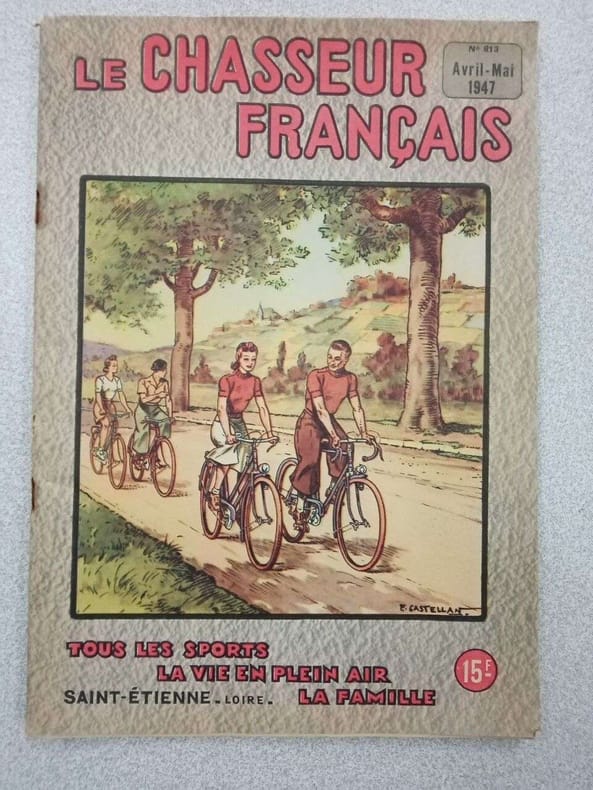 LE CHASSEUR
FRANÇAIS
N° 613
Avril-Mai
1947
E. CASTELLAN.
TOUS LES SPORTS
LA VIE EN PLEIN AIR
SAINT-ÉTIENNE - LOIRE - LA FAMILLE
15F